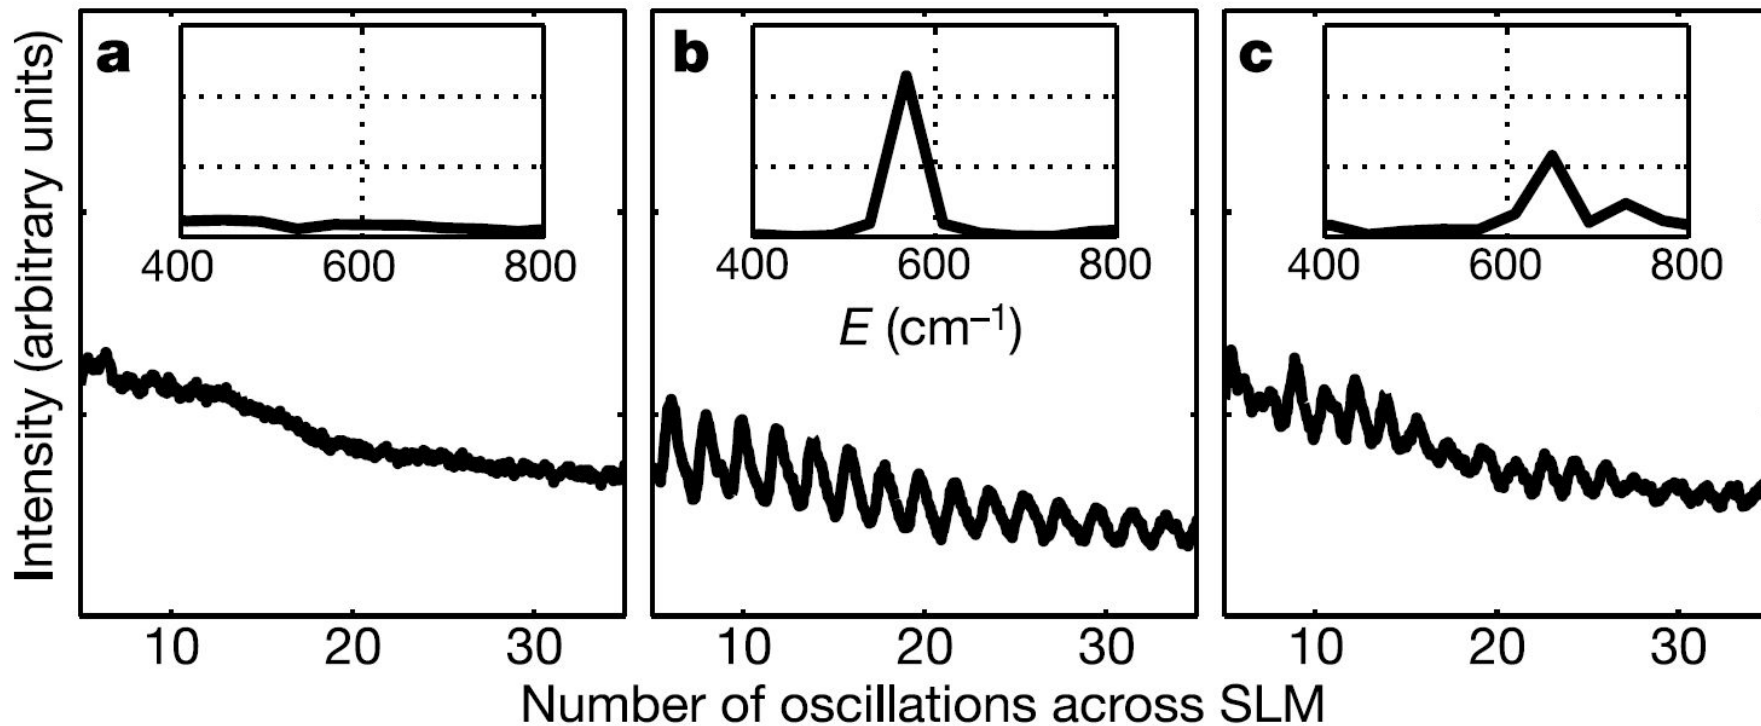 Intensity (arbitrary units)
a
b
c
400 600 800
400 600 800
400 600 800
E (cm–1)
10 20 30
10 20 30
10 20 30
Number of oscillations across SLM